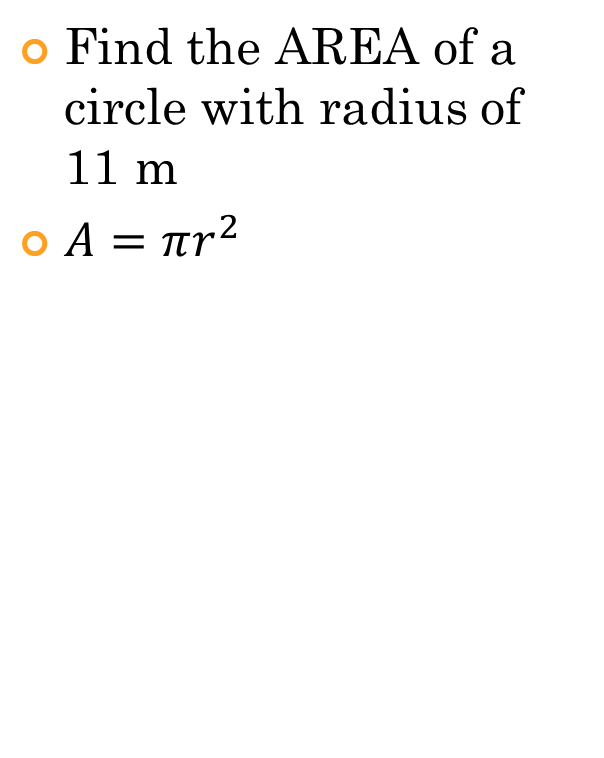 Find the AREA of a
circle with radius of
11 m
A = πr²